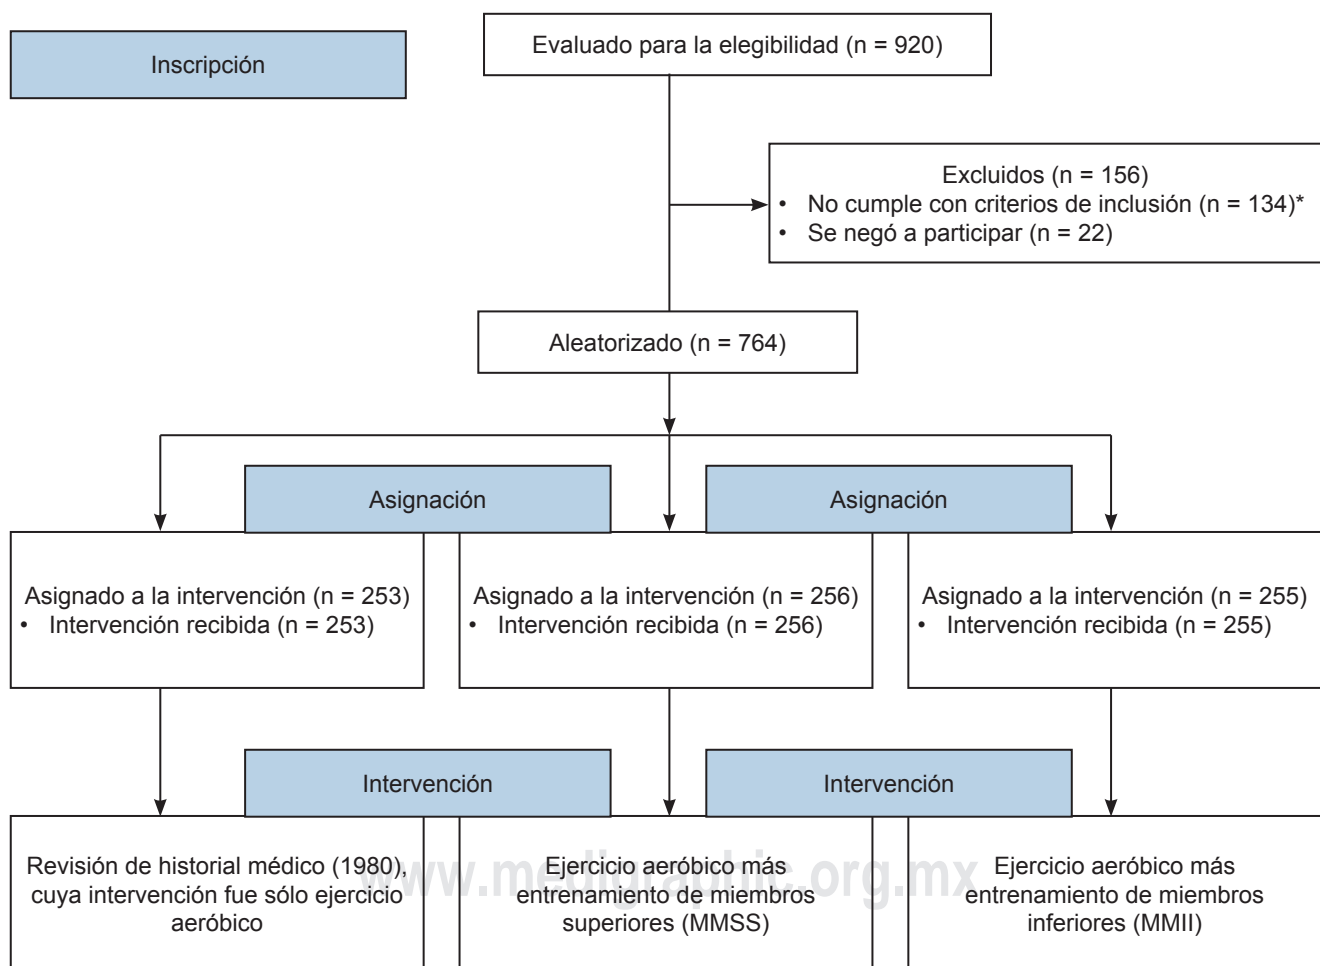 Inscripción
Evaluado para la elegibilidad (n = 920)
Excluidos (n = 156)
• No cumple con criterios de inclusión (n = 134)*
• Se negó a participar (n = 22)
Aleatorizado (n = 764)
Asignación
Asignación
Asignado a la intervención (n = 253)
• Intervención recibida (n = 253)
Asignado a la intervención (n = 256)
• Intervención recibida (n = 256)
Asignado a la intervención (n = 255)
• Intervención recibida (n = 255)
Intervención
Intervención
Revisión de historial médico (1980),
cuya intervención fue sólo ejercicio
aeróbico
Ejercicio aeróbico más
entrenamiento de miembros
superiores (MMSS)
Ejercicio aeróbico más
entrenamiento de miembros
inferiores (MMII)
www.medigraphic.org.mx